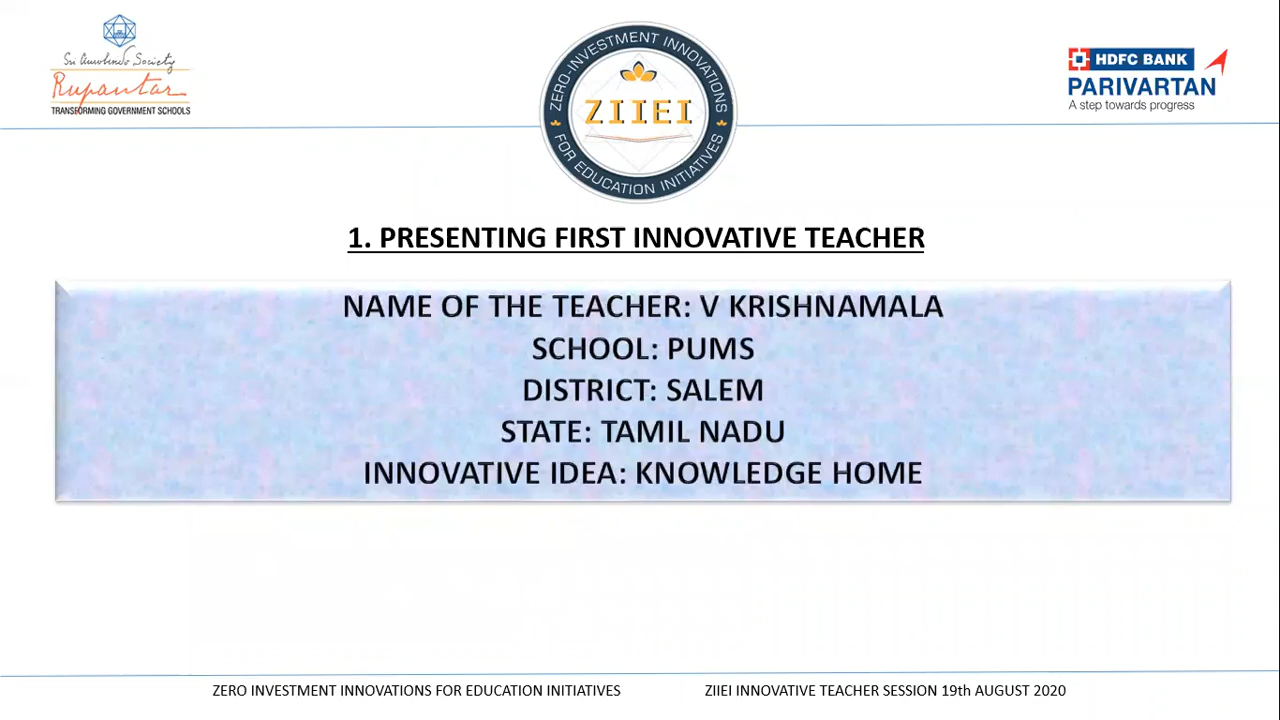 Sri Aurobindo Society
Rupantar
TRANSFORMING GOVERNMENT SCHOOLS
ZERO-INVESTMENT INNOVATIONS
ZIIEI
FOR EDUCATION INITIATIVES
HDFC BANK
PARIVARTAN
A step towards progress
1. PRESENTING FIRST INNOVATIVE TEACHER
NAME OF THE TEACHER: V KRISHNAMALA
SCHOOL: PUMS
DISTRICT: SALEM
STATE: TAMIL NADU
INNOVATIVE IDEA: KNOWLEDGE HOME
ZERO INVESTMENT INNOVATIONS FOR EDUCATION INITIATIVES
ZIIEI INNOVATIVE TEACHER SESSION 19th AUGUST 2020